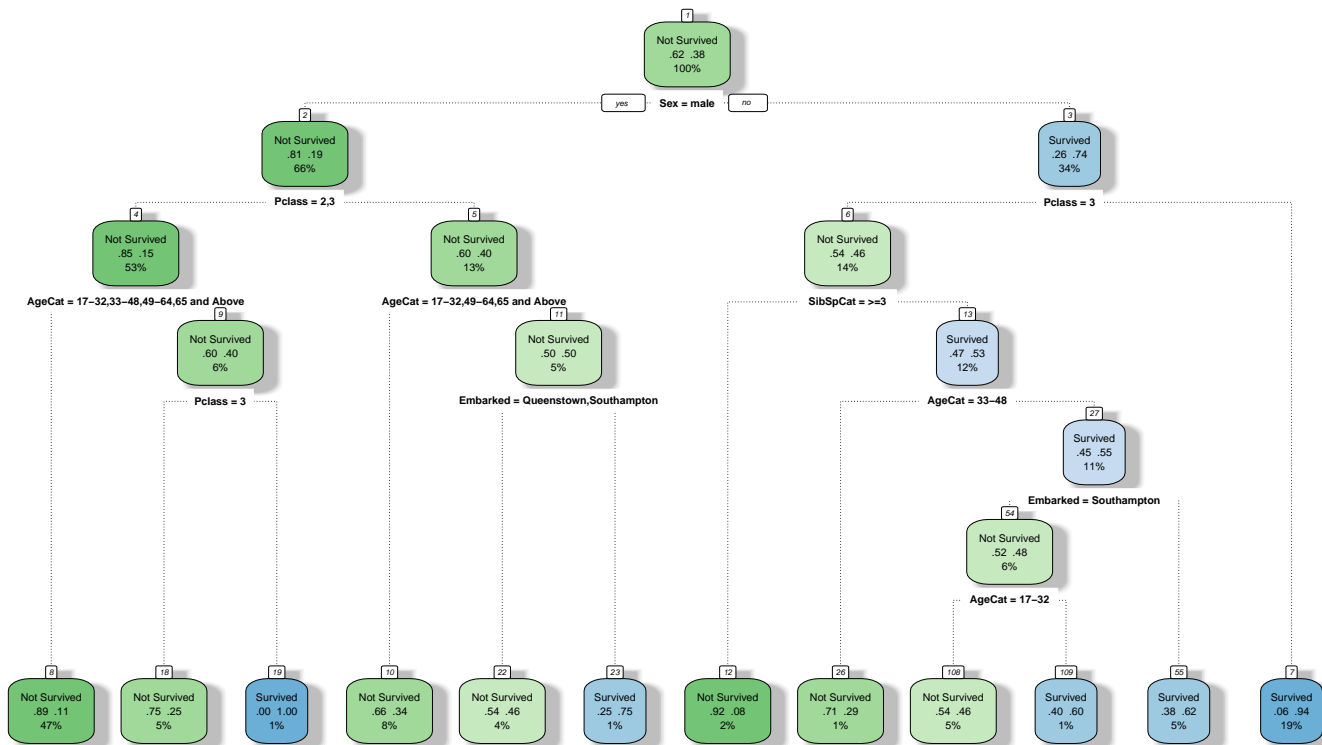 1
Not Survived
.62 .38
100%
yes Sex = male no
2
Not Survived
.81 .19
66%
3
Survived
.26 .74
34%
Pclass = 2,3
Pclass = 3
4
Not Survived
.85 .15
53%
5
Not Survived
.60 .40
13%
6
Not Survived
.54 .46
14%
AgeCat = 17–32,33–48,49–64,65 and Above
AgeCat = 17–32,49–64,65 and Above
SibSpCat = >=3
9
Not Survived
.60 .40
6%
11
Not Survived
.50 .50
5%
13
Survived
.47 .53
12%
Pclass = 3
Embarked = Queenstown,Southampton
AgeCat = 33–48
27
Survived
.45 .55
11%
Embarked = Southampton
54
Not Survived
.52 .48
6%
AgeCat = 17–32
8
Not Survived
.89 .11
47%
18
Not Survived
.75 .25
5%
19
Survived
.00 1.00
1%
10
Not Survived
.66 .34
8%
22
Not Survived
.54 .46
4%
23
Survived
.25 .75
1%
12
Not Survived
.92 .08
2%
26
Not Survived
.71 .29
1%
108
Not Survived
.54 .46
5%
109
Survived
.40 .60
1%
55
Survived
.38 .62
5%
7
Survived
.06 .94
19%